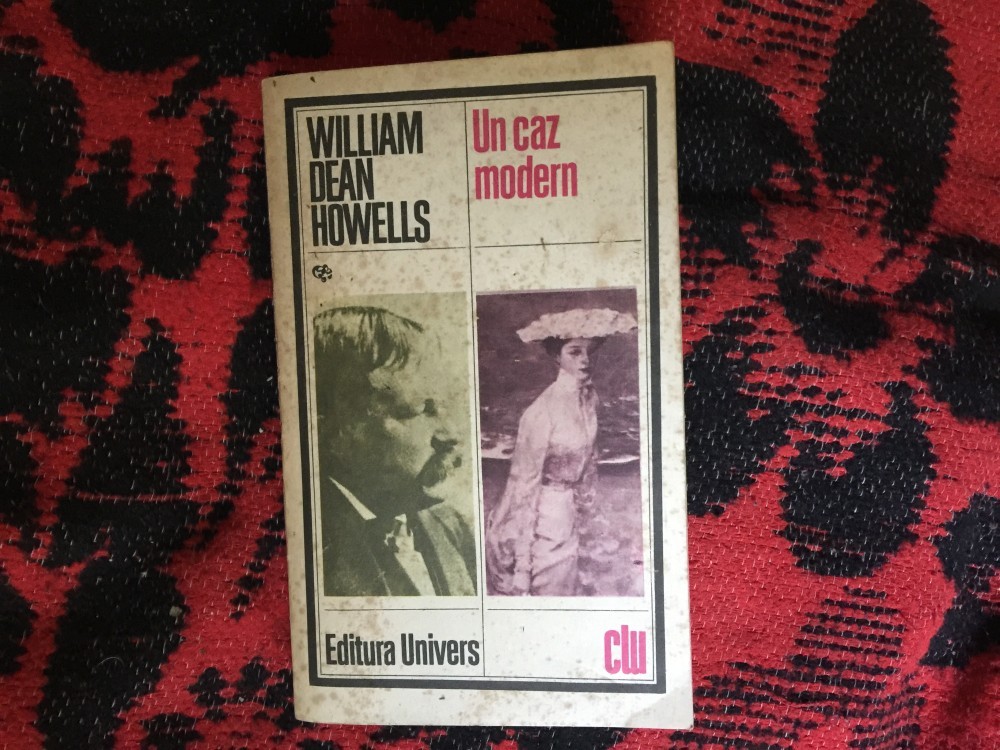 WILLIAM
DEAN
HOWELLS
Un caz
modern
Editura Univers
clu